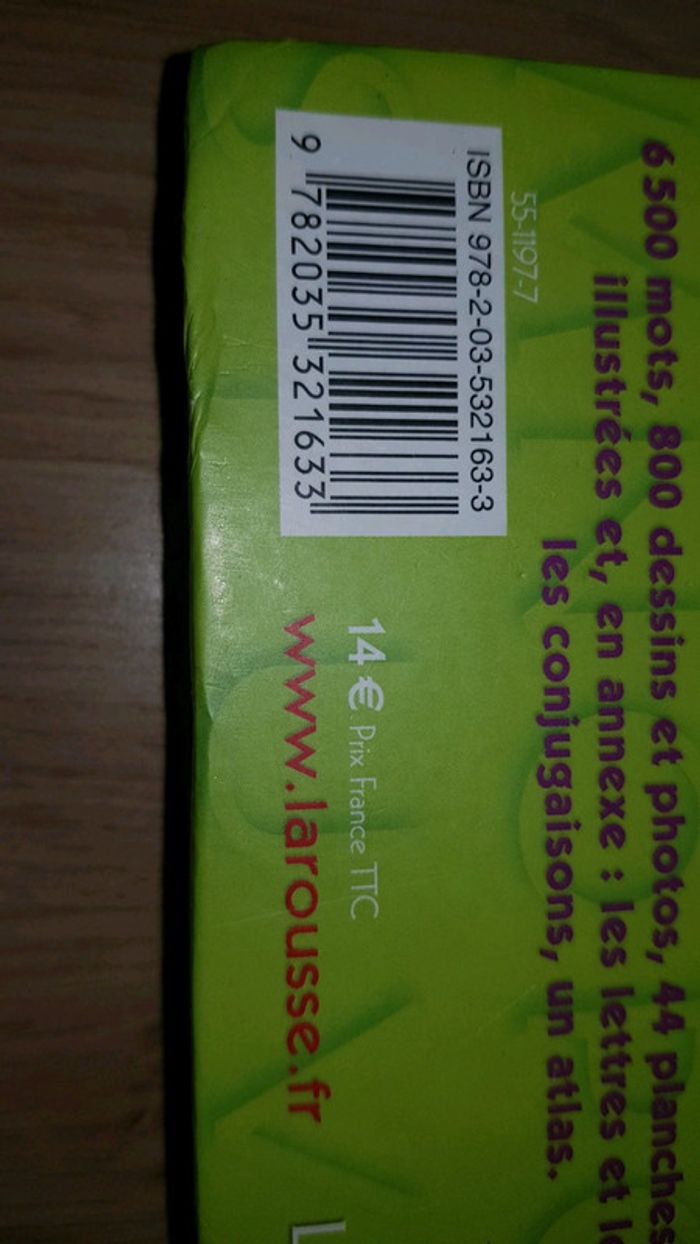 6 500 mots, 800 dessins et photos, 44 planches
illustrées et, en annexe : les lettres et l
les conjugaisons, un atlas.
55-1197-7
ISBN 978-2-03-532163-3
9 782035 321633
14 € Prix France TTC
www.larousse.fr
L